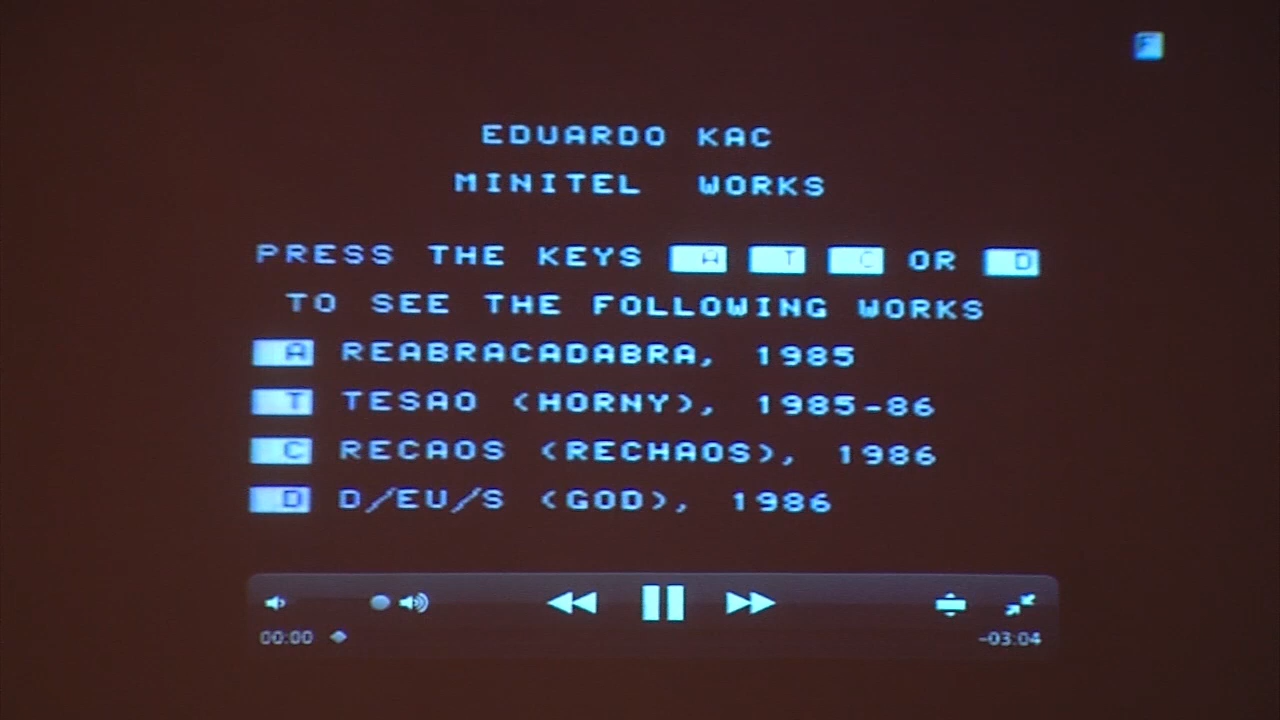 F
EDUARDO KAC
MINITEL WORKS
PRESS THE KEYS A T C OR D
TO SEE THE FOLLOWING WORKS
A REABRACADABRA, 1985
T TESAO (HORNY), 1985-86
C RECAOS (RECHAOS), 1986
D D/EU/S (GOD), 1986
00:00 -03:04